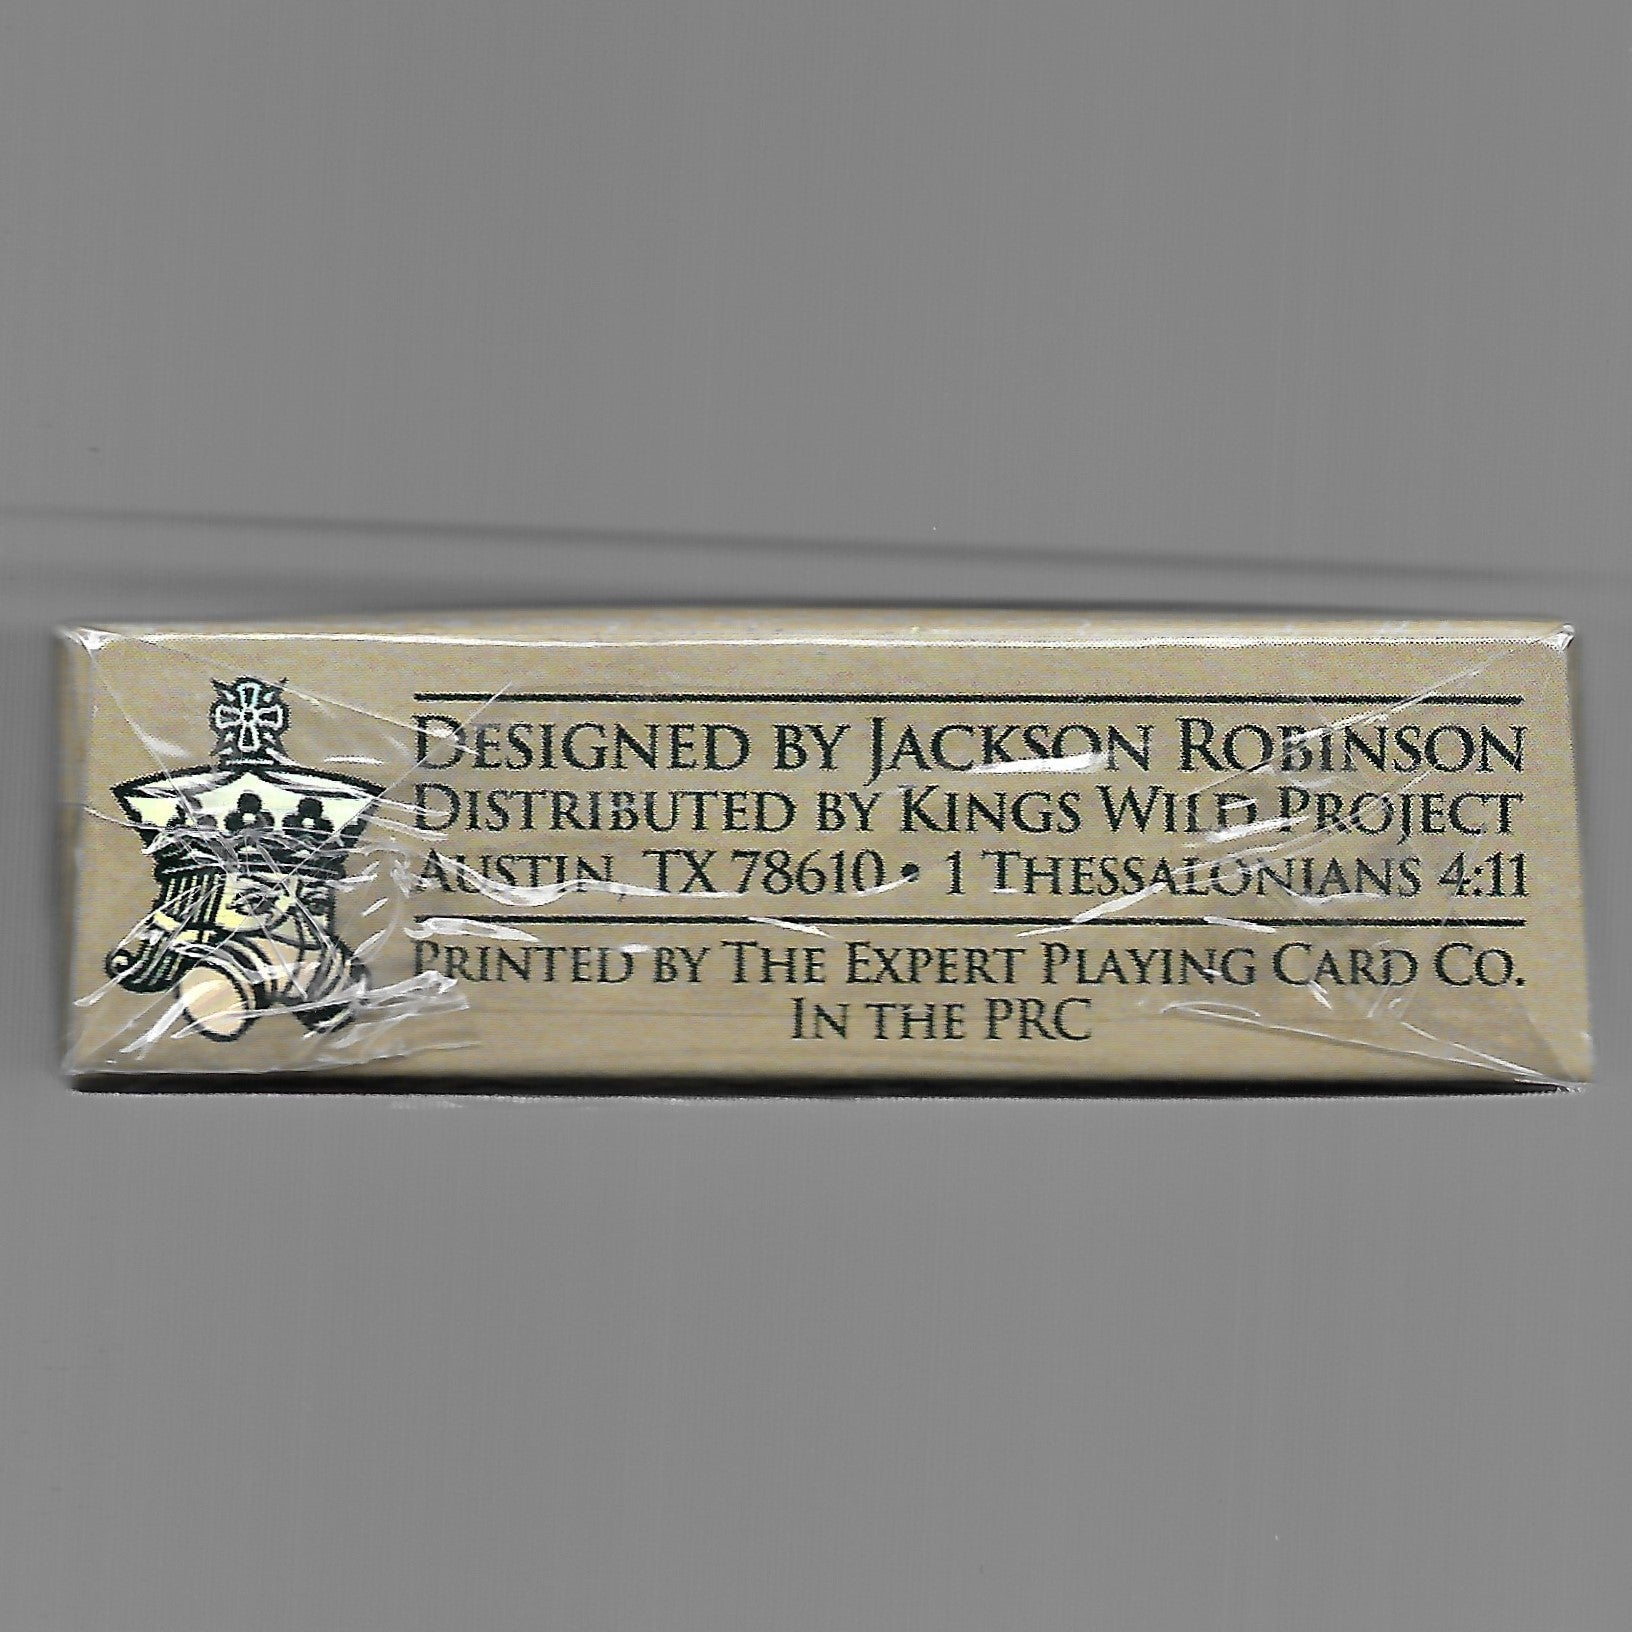 DESIGNED BY JACKSON ROBINSON
DISTRIBUTED BY KINGS WILD PROJECT
AUSTIN, TX 78610 • 1 THESSALONIANS 4:11
PRINTED BY THE EXPERT PLAYING CARD CO.
IN THE PRC